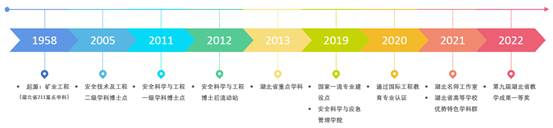 1958
2005
2011
2012
2013
2019
2020
2021
2022
• 起源：矿业工程
(湖北省211重点学科)
• 安全技术及工程
二级学科博士点
• 安全科学与工程
一级学科博士点
• 安全科学与工程
博士后流动站
• 湖北省重点学科
• 国家一流专业建
设点
• 安全科学与应急
管理学院
• 通过国际工程教
育专业认证
• 湖北名师工作室
• 湖北省高等学校
优势特色学科群
• 第九届湖北省教
学成果一等奖